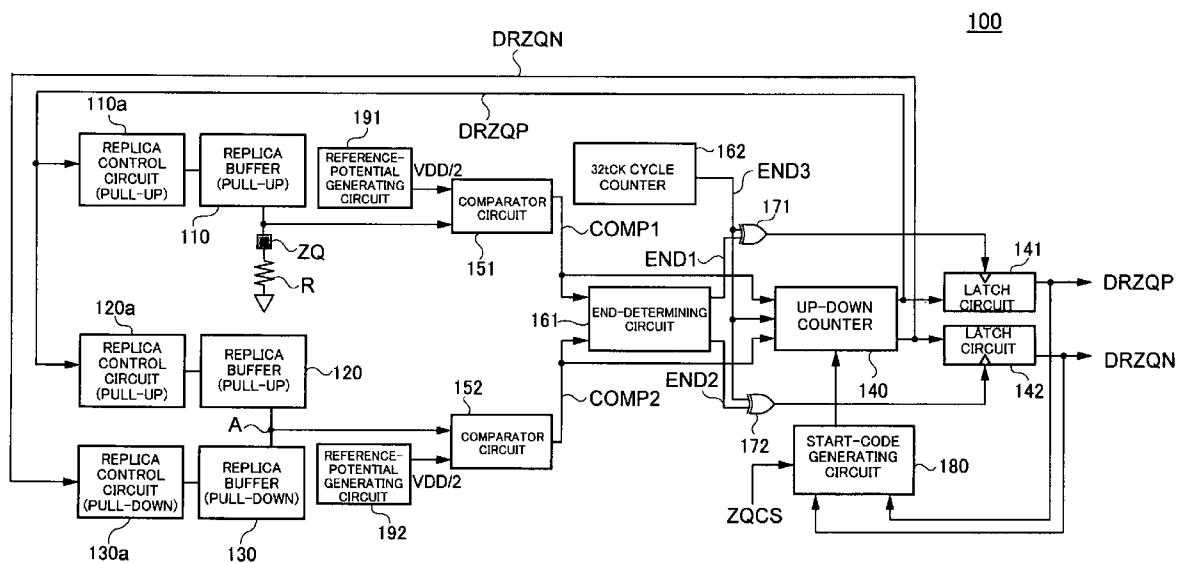 100
DRZQN
DRZQP
110a
REPLICA
CONTROL
CIRCUIT
(PULL-UP)
REPLICA
BUFFER
(PULL-UP)
110
191
REFERENCE-
POTENTIAL
GENERATING
CIRCUIT
VDD/2
COMPARATOR
CIRCUIT
151
162
32tCK CYCLE
COUNTER
END3
171
COMP1
ZQ
R
END1
161
END-DETERMINING
CIRCUIT
UP-DOWN
COUNTER
140
141
LATCH
CIRCUIT
DRZQP
LATCH
CIRCUIT
142
DRZQN
120a
REPLICA
CONTROL
CIRCUIT
(PULL-UP)
REPLICA
BUFFER
(PULL-UP)
120
END2
COMP2
172
A
152
COMPARATOR
CIRCUIT
REPLICA
CONTROL
CIRCUIT
(PULL-DOWN)
130a
REPLICA
BUFFER
(PULL-DOWN)
130
REFERENCE-
POTENTIAL
GENERATING
CIRCUIT
VDD/2
192
START-CODE
GENERATING
CIRCUIT
180
ZQCS